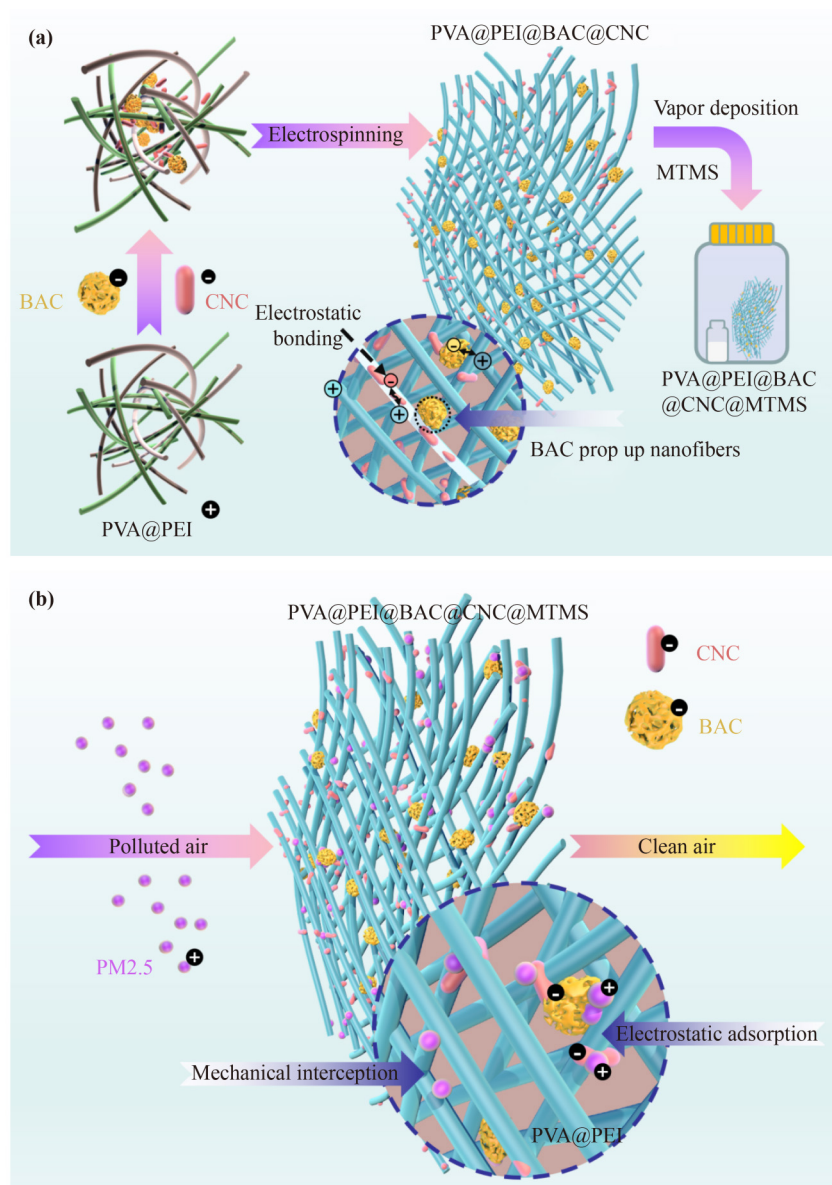 (a)
PVA@PEI@BAC@CNC
Electrospinning
Vapor deposition
MTMS
BAC
-
-
CNC
Electrostatic
bonding
-
+
-
+
+
PVA@PEI@BAC
@CNC@MTMS
BAC prop up nanofibers
PVA@PEI
+
(b)
PVA@PEI@BAC@CNC@MTMS
-
CNC
-
BAC
Polluted air
Clean air
PM2.5
+
-
+
Electrostatic adsorption
-
+
Mechanical interception
PVA@PEI